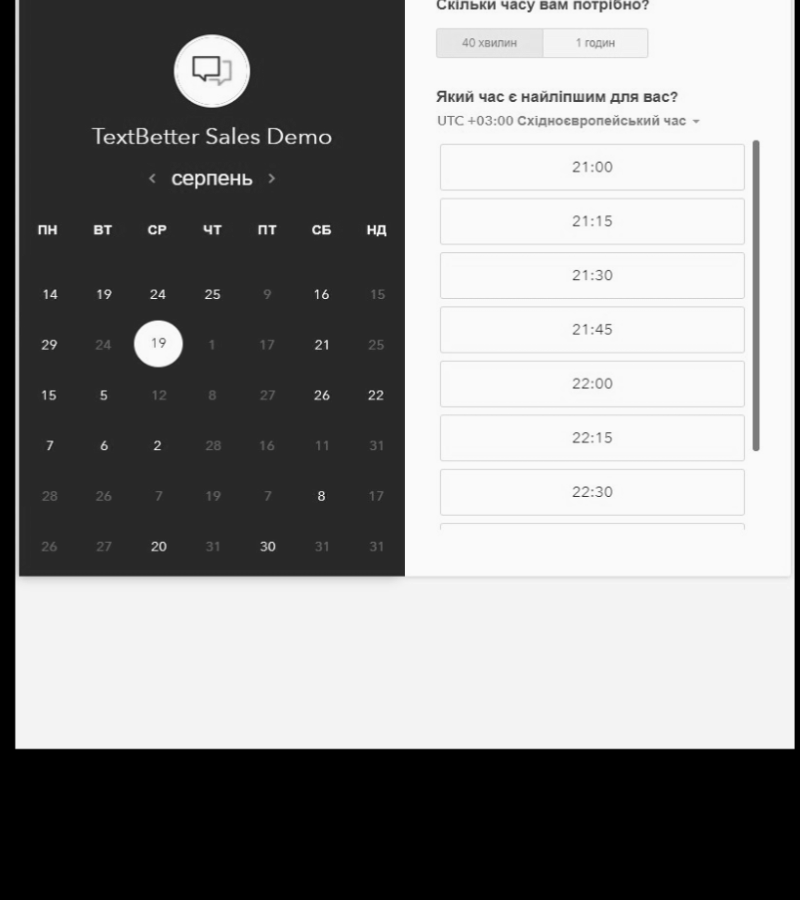 TextBetter Sales Demo
серпень
ПН ВТ СР ЧТ ПТ СБ НД
14 19 24 25 9 16 15
29 24 19 1 17 21 25
15 5 12 8 27 26 22
7 6 2 28 16 11 31
28 26 7 19 7 8 17
26 27 20 31 30 31 31
Скільки часу вам потрібно?
40 хвилин 1 годин
Який час є найліпшим для вас?
UTC +03:00 Східноєвропейський час
21:00
21:15
21:30
21:45
22:00
22:15
22:30